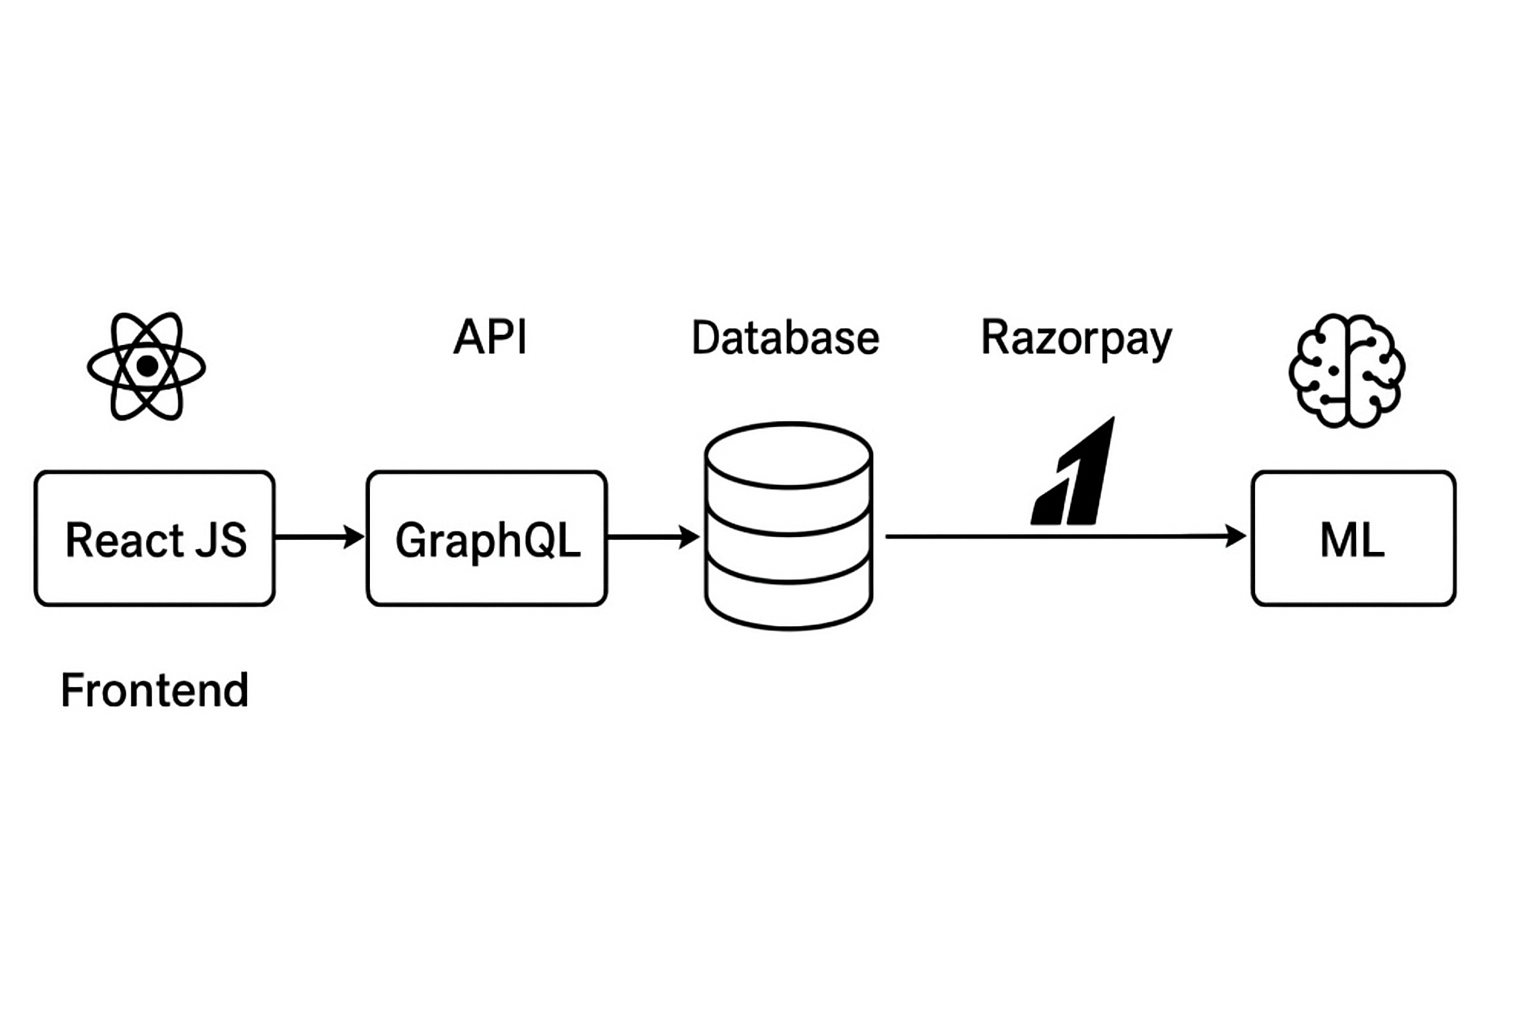 API
Database
Razorpay
React JS
GraphQL
ML
Frontend